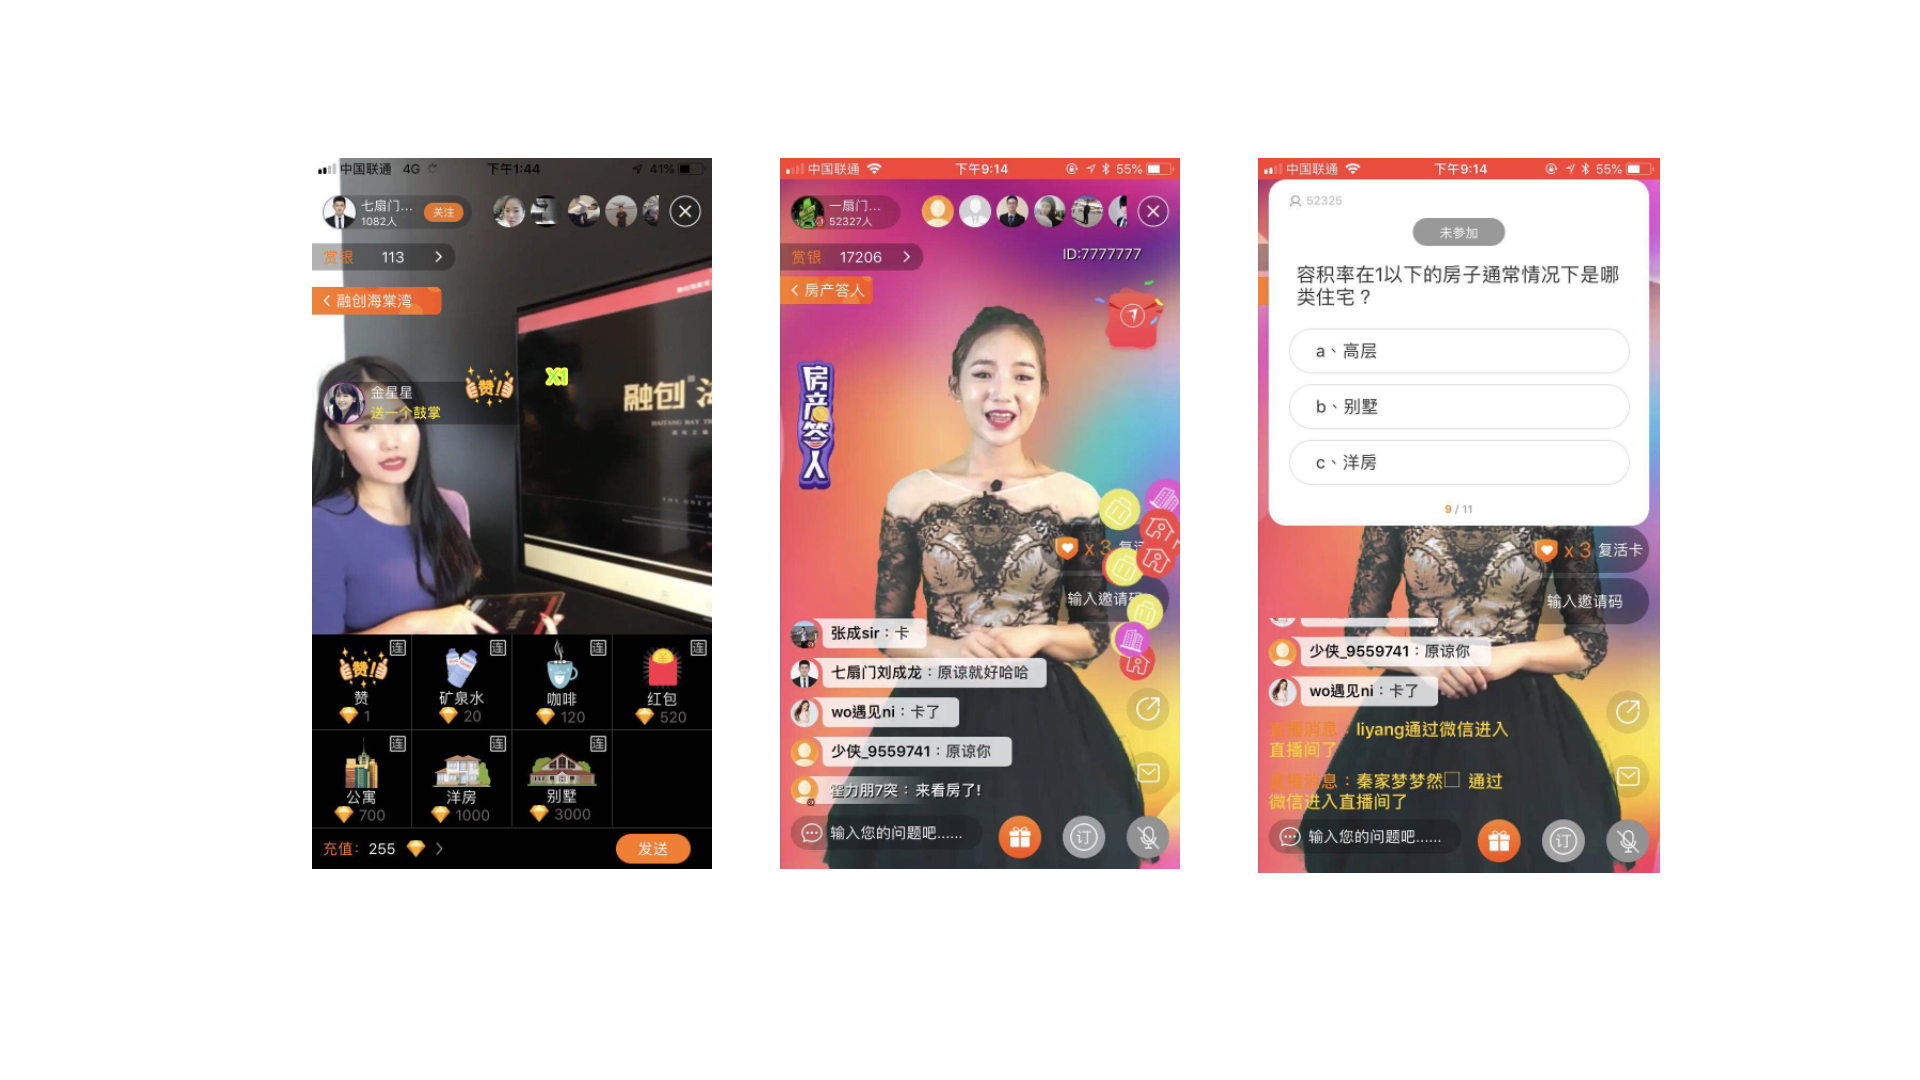 中国联通 4G 下午1:44 41%
七扇门...
1082人
关注
赏银 113
融创海棠湾
金星星
送一个鼓掌
赞! X1
融创
HAITANG BAY
赞
1
连
矿泉水
20
连
咖啡
120
连
红包
520
连
公寓
700
连
洋房
1000
连
别墅
3000
连
充值: 255
发送
中国联通 下午9:14 55%
一扇门...
52327人
赏银 17206
ID:7777777
房产答人
房产答人
x 3
输入邀请码
张成sir：卡
七扇门刘成龙：原谅就好哈哈
wo遇见ni：卡了
少侠_9559741：原谅你
霍力朋7突：来看房了!
输入您的问题吧......
订
中国联通 下午9:14 55%
52325
未参加
容积率在1以下的房子通常情况下是哪
类住宅？
a、高层
b、别墅
c、洋房
9 / 11
x 3 复活卡
输入邀请码
少侠_9559741：原谅你
wo遇见ni：卡了
直播消息：liyang通过微信进入
直播间了
直播消息：秦家梦梦然□ 通过
微信进入直播间了
输入您的问题吧......
订